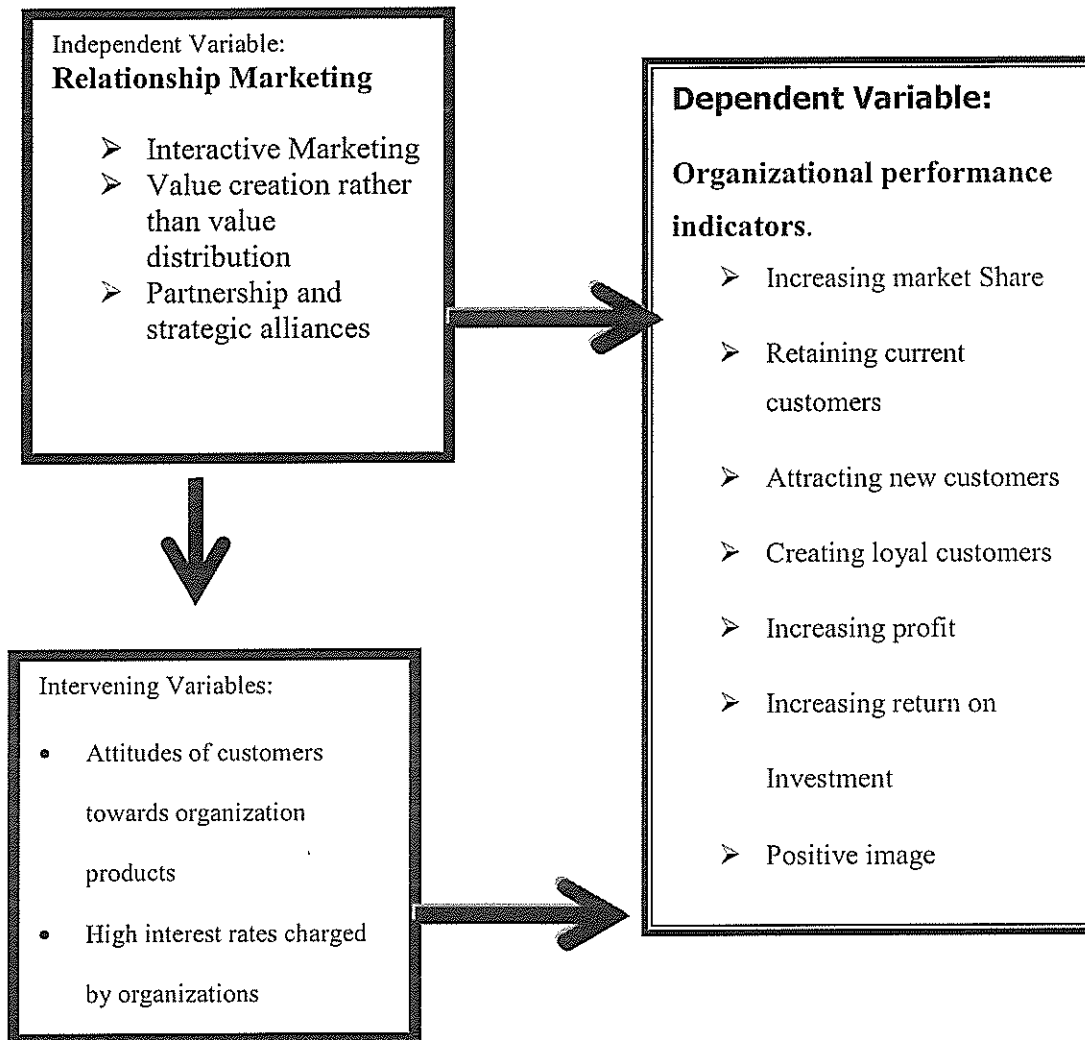 Independent Variable:
Relationship Marketing
➢ Interactive Marketing
➢ Value creation rather
than value
distribution
➢ Partnership and
strategic alliances
Dependent Variable:
Organizational performance
indicators.
➢ Increasing market Share
➢ Retaining current
customers
➢ Attracting new customers
➢ Creating loyal customers
➢ Increasing profit
➢ Increasing return on
Investment
➢ Positive image
Intervening Variables:
• Attitudes of customers
towards organization
products
• High interest rates charged
by organizations